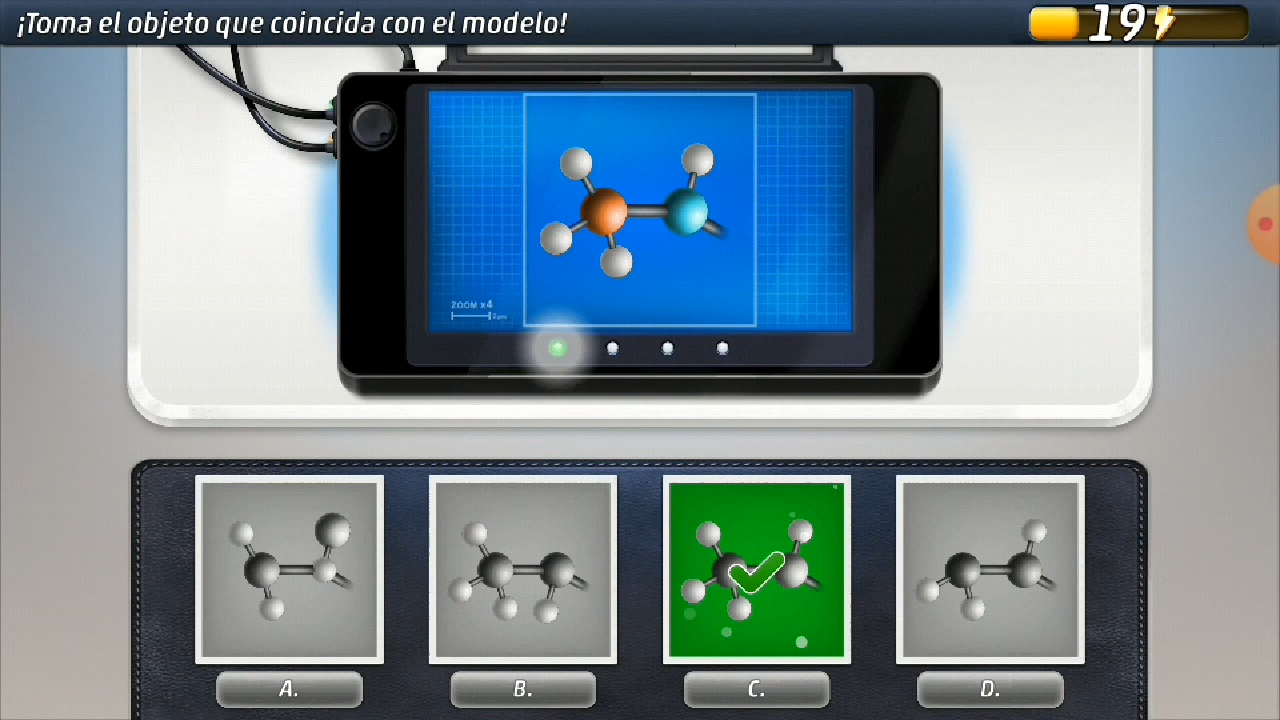 ¡Toma el objeto que coincida con el modelo!
19
ZOOM x4
A.
B.
C.
D.